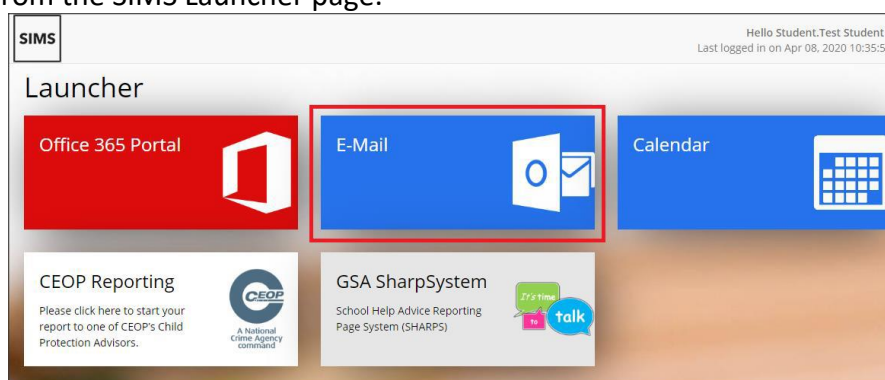 from the SIMS Launcher page.
SIMS
Hello Student.Test Student
Last logged in on Apr 08, 2020 10:35:5
Launcher
Office 365 Portal
E-Mail
Calendar
CEOP Reporting
Please click here to start your
report to one of CEOP's Child
Protection Advisors.
CEOP
A National
Crime Agency
command
GSA SharpSystem
School Help Advice Reporting
Page System (SHARPS)
It's time
to
talk